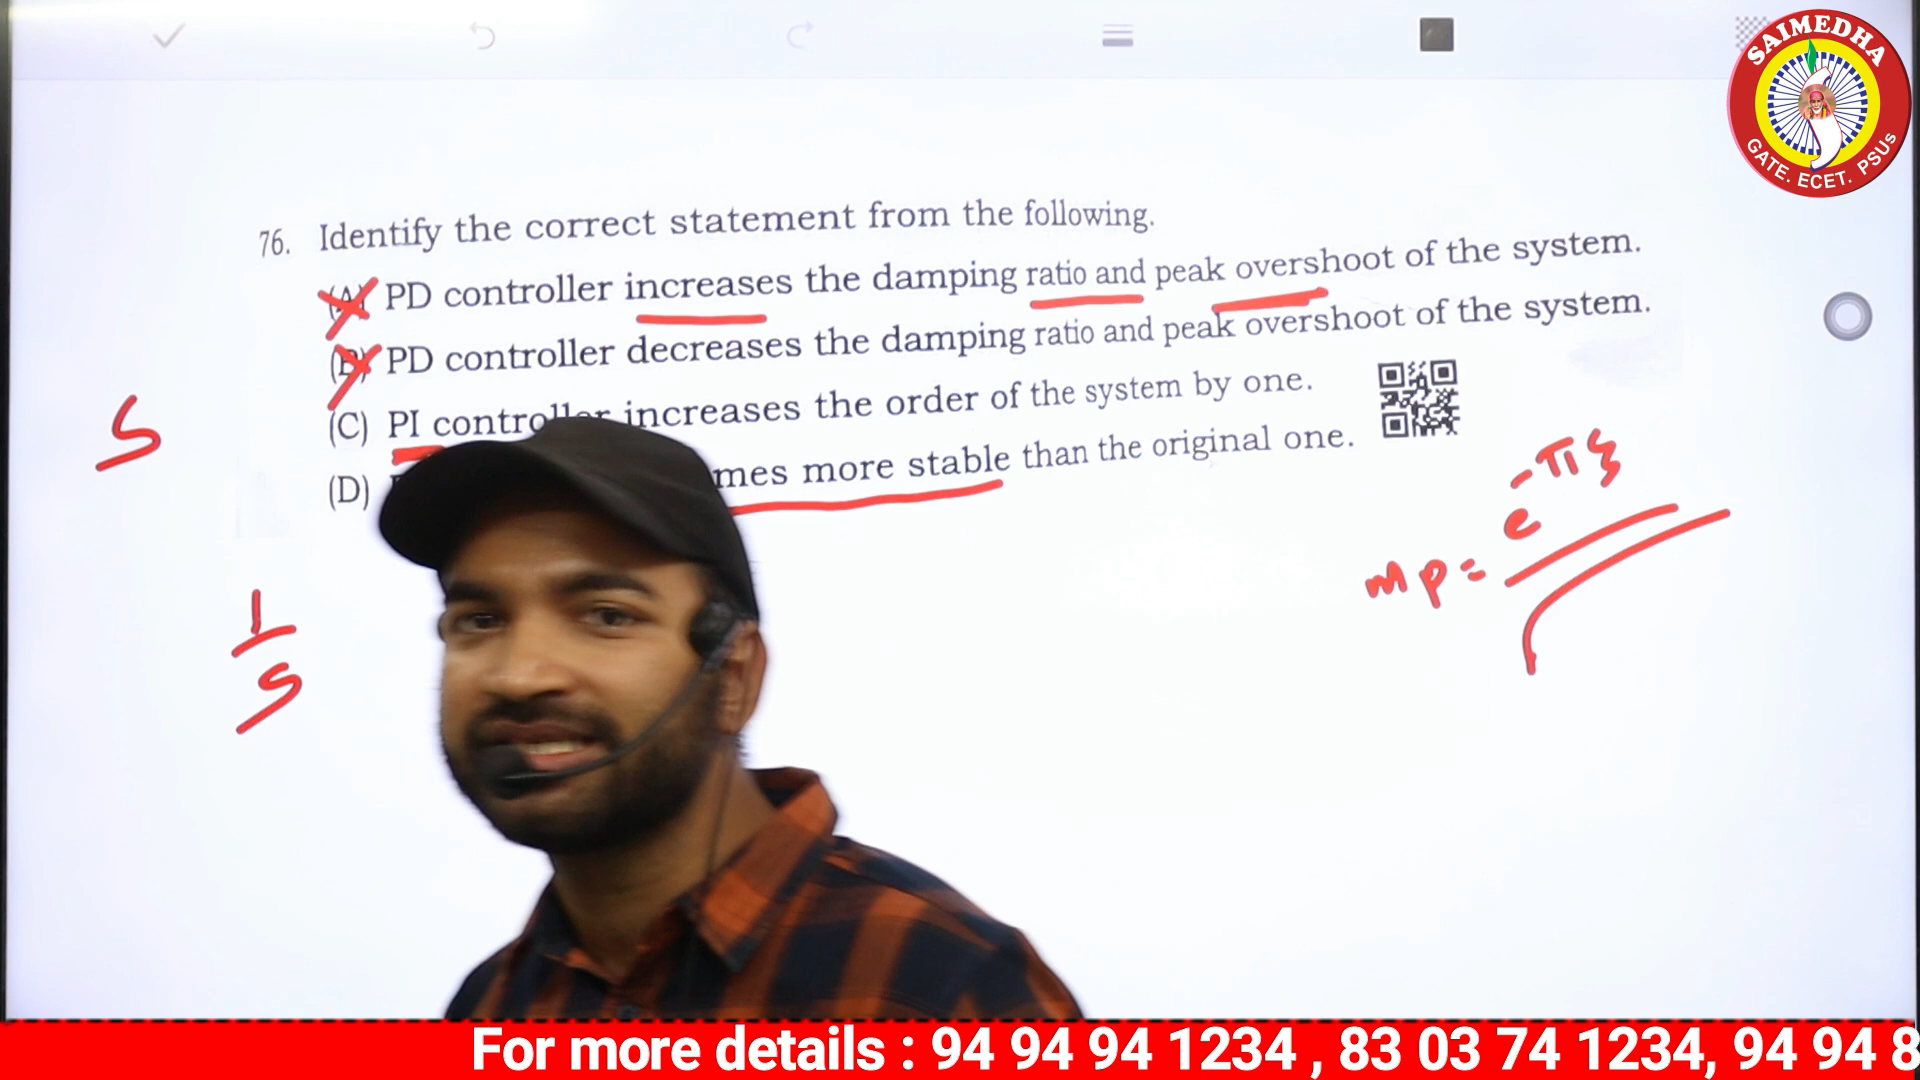 SAIMEDHA
GATE. ECET. PSUs
76. Identify the correct statement from the following.
(A) PD controller increases the damping ratio and peak overshoot of the system.
(B) PD controller decreases the damping ratio and peak overshoot of the system.
(C) PI controller increases the order of the system by one.
(D) mes more stable than the original one.
S
1
S
Mp = e -π ξ
For more details : 94 94 94 1234 , 83 03 74 1234, 94 94 8